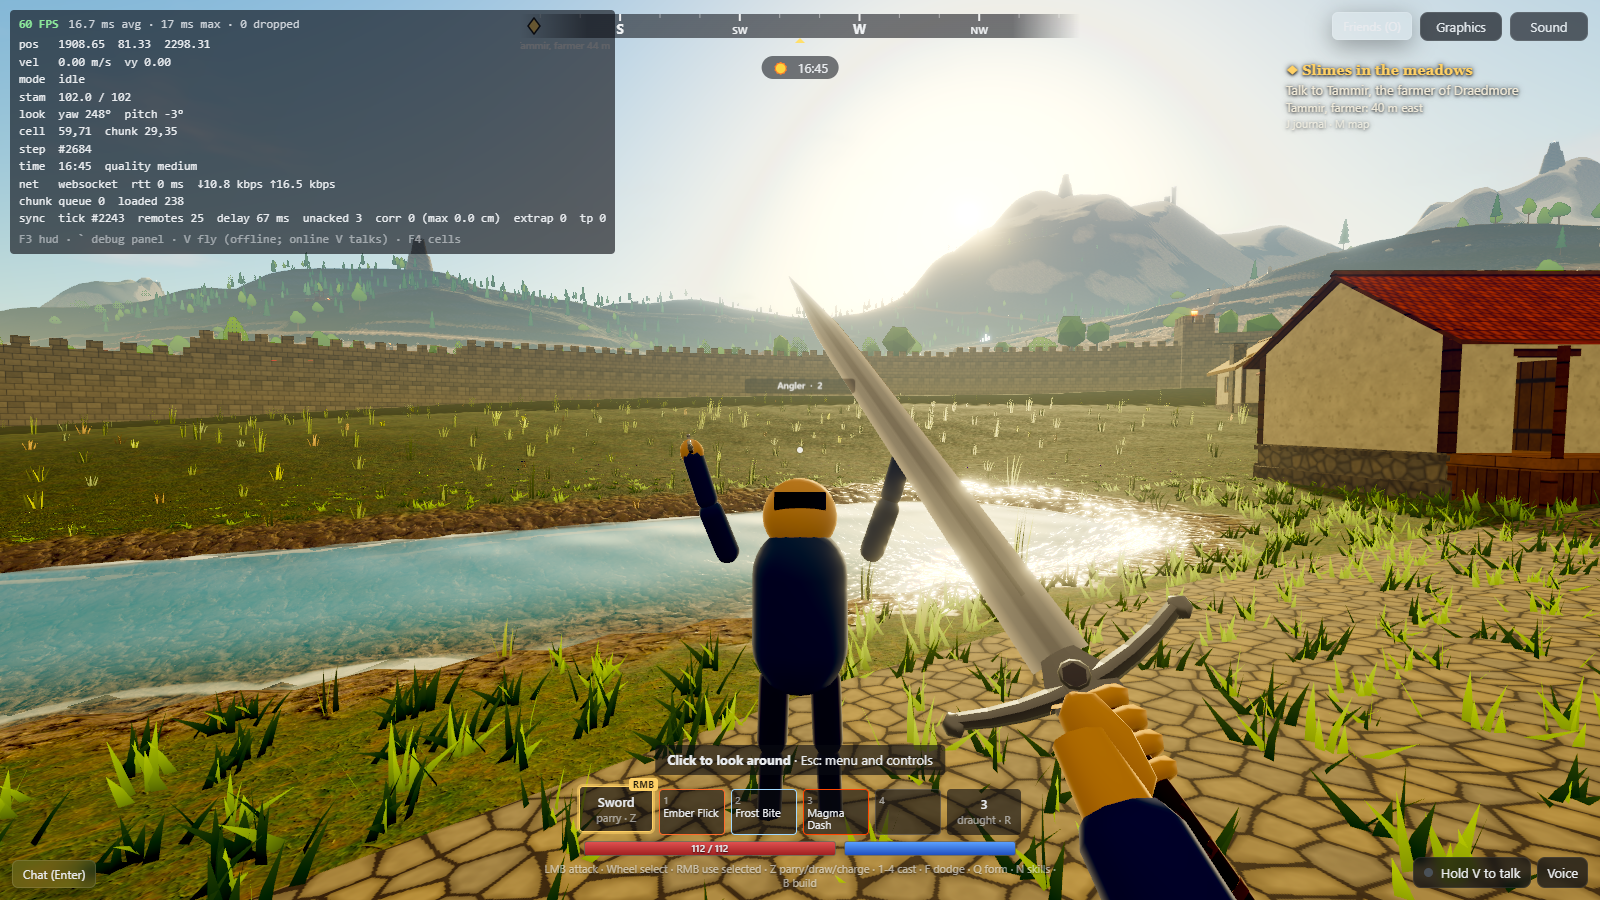 60 FPS 16.7 ms avg · 17 ms max · 0 dropped
pos 1908.65 81.33 2298.31
vel 0.00 m/s vy 0.00
mode idle
stam 102.0 / 102
look yaw 248° pitch -3°
cell 59,71 chunk 29,35
step #2684
time 16:45 quality medium
net websocket rtt 0 ms ↓10.8 kbps ↑16.5 kbps
chunk queue 0 loaded 238
sync tick #2243 remotes 25 delay 67 ms unacked 3 corr 0 (max 0.0 cm) extrap 0 tp 0
F3 hud · ` debug panel · V fly (offline; online V talks) · F4 cells
S SW W NW
Tammir, farmer 44 m
16:45
Friends (O) Graphics Sound
Slimes in the meadows
Talk to Tammir, the farmer of Draedmore
Tammir, farmer: 40 m east
J journal · M map
Angler · 2
Click to look around · Esc: menu and controls
RMB
Sword
parry · Z
1
Ember Flick
2
Frost Bite
3
Magma
Dash
4
3
draught · R
112 / 112
LMB attack · Wheel select · RMB use selected · Z parry/draw/charge · 1-4 cast · F dodge · Q form · N skills ·
B build
Chat (Enter)
Hold V to talk
Voice